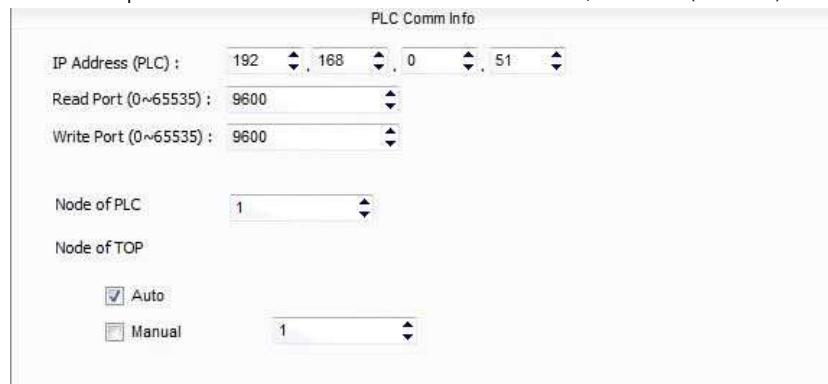 PLC Comm Info
IP Address (PLC) : 192 . 168 . 0 . 51
Read Port (0~65535) : 9600
Write Port (0~65535) : 9600
Node of PLC 1
Node of TOP
Auto
Manual 1